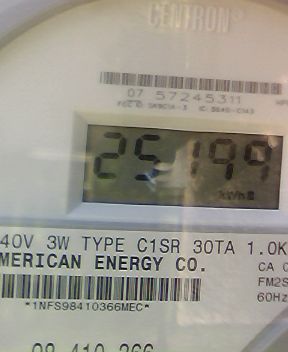 CENTRON®
07 57245311
25199
kWh
40V 3W TYPE C1SR 30TA 1.0K
MERICAN ENERGY CO.
CA 0
FM2S
60Hz
*1NFS98410366MEC*
98 410 366